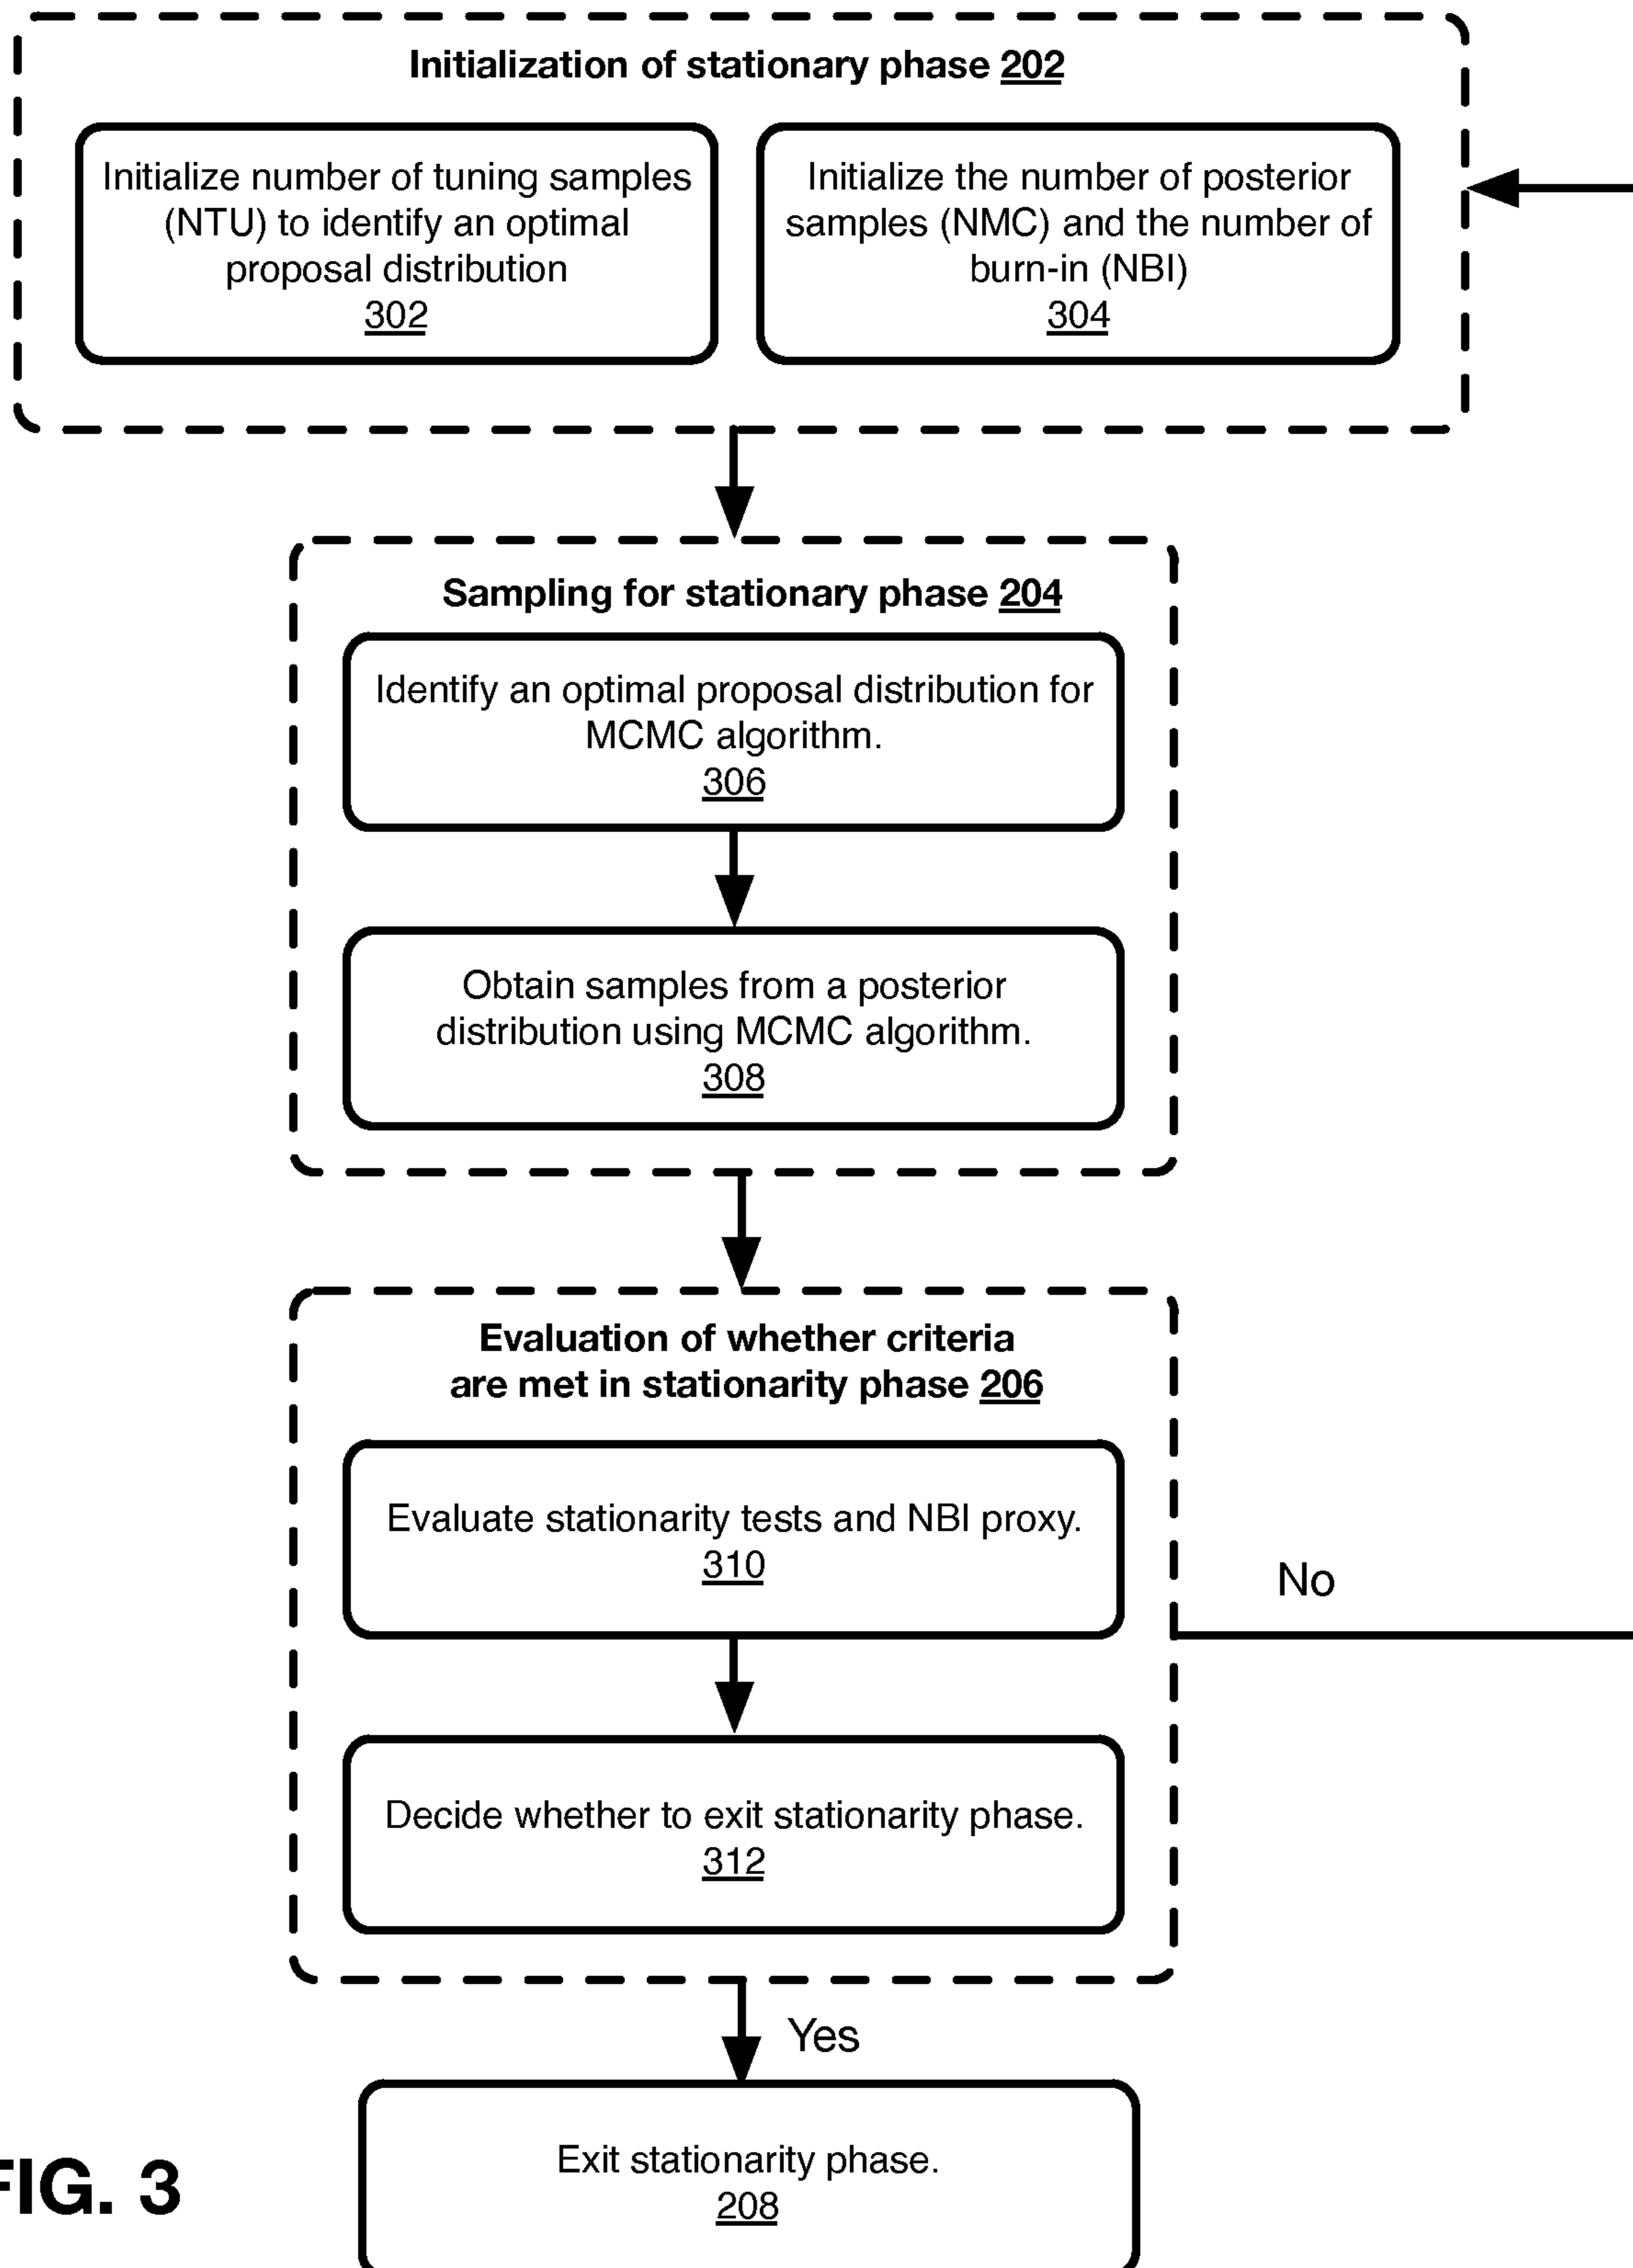 Initialization of stationary phase 202
Initialize number of tuning samples
(NTU) to identify an optimal
proposal distribution
302
Initialize the number of posterior
samples (NMC) and the number of
burn-in (NBI)
304
Sampling for stationary phase 204
Identify an optimal proposal distribution for
MCMC algorithm.
306
Obtain samples from a posterior
distribution using MCMC algorithm.
308
Evaluation of whether criteria
are met in stationarity phase 206
Evaluate stationarity tests and NBI proxy.
310
No
Decide whether to exit stationarity phase.
312
Yes
Exit stationarity phase.
208
FIG. 3